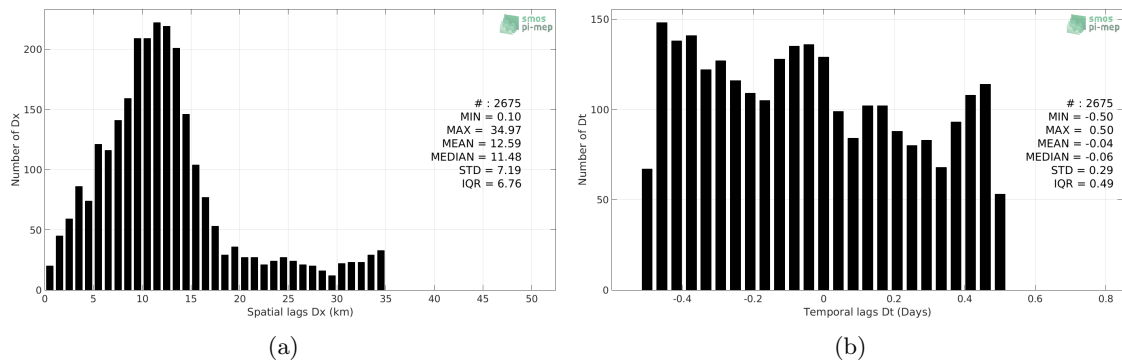 200
150
100
50
0
Number of Dx
0 5 10 15 20 25 30 35 40 45 50
Spatial lags Dx (km)
smos
pi-mep
# : 2675
MIN = 0.10
MAX = 34.97
MEAN = 12.59
MEDIAN = 11.48
STD = 7.19
IQR = 6.76
(a)
150
100
50
0
Number of Dt
-0.4 -0.2 0 0.2 0.4 0.6 0.8
Temporal lags Dt (Days)
smos
pi-mep
# : 2675
MIN = -0.50
MAX = 0.50
MEAN = -0.04
MEDIAN = -0.06
STD = 0.29
IQR = 0.49
(b)